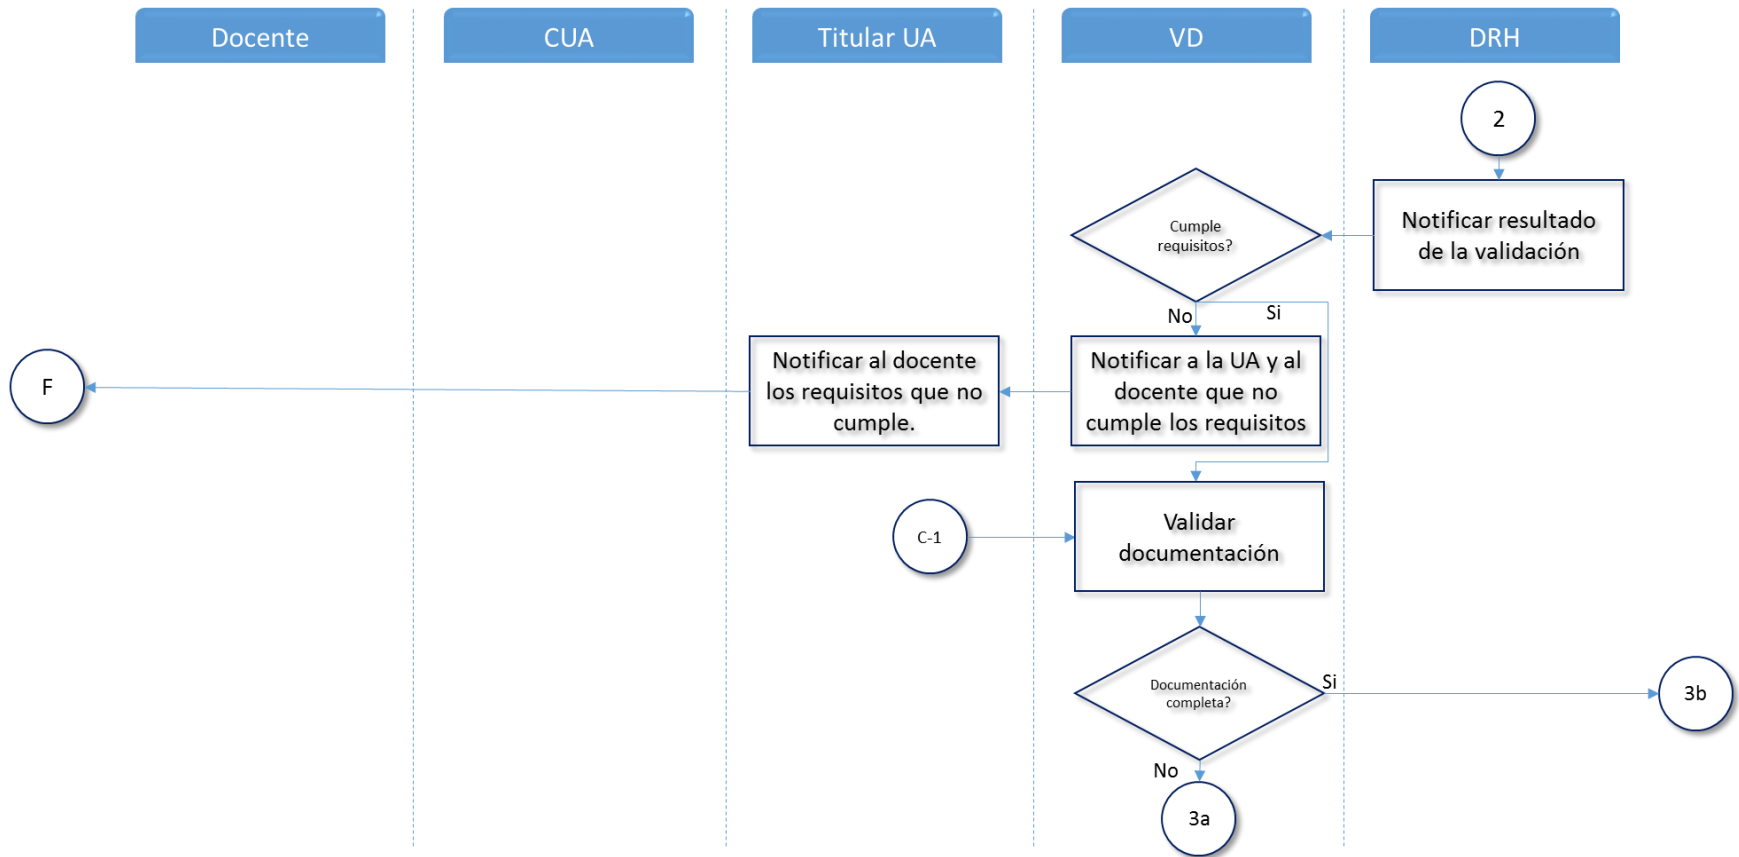 Docente
CUA
Titular UA
VD
DRH
2
Cumple
requisitos?
Notificar resultado
de la validación
No
Si
F
Notificar al docente
los requisitos que no
cumple.
Notificar a la UA y al
docente que no
cumple los requisitos
C-1
Validar
documentación
Documentación
completa?
Si
3b
No
3a